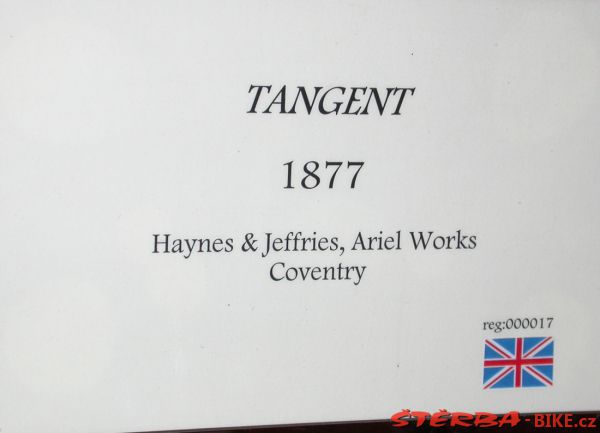 TANGENT
1877
Haynes & Jeffries, Ariel Works
Coventry
reg:000017
ŠTĚRBA-BIKE.cz